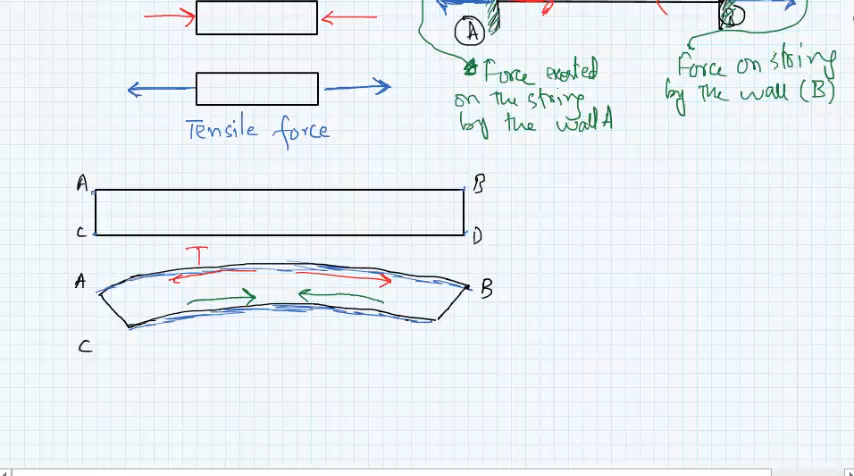 A
B
Force exerted
on the string
by the wall A
Force on string
by the wall (B)
Tensile force
A B
C D
T
A B
C